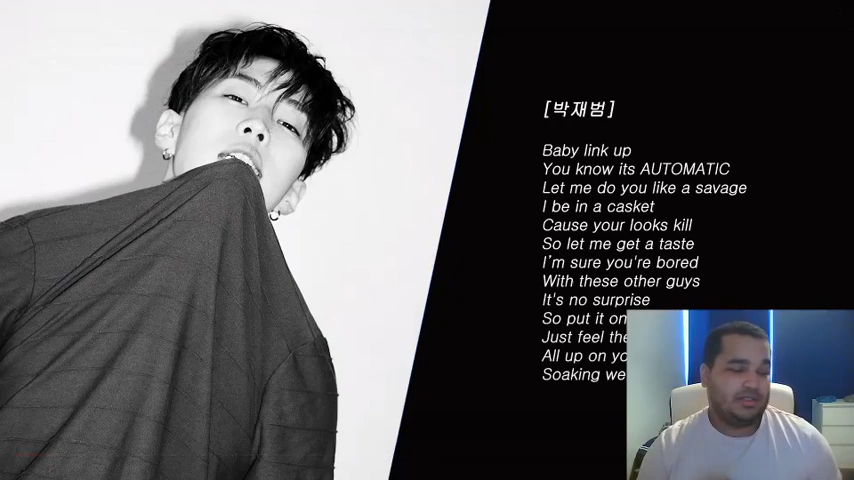 [박재범]
Baby link up
You know its AUTOMATIC
Let me do you like a savage
I be in a casket
Cause your looks kill
So let me get a taste
I'm sure you're bored
With these other guys
It's no surprise
So put it on
Just feel the
All up on
Soaking